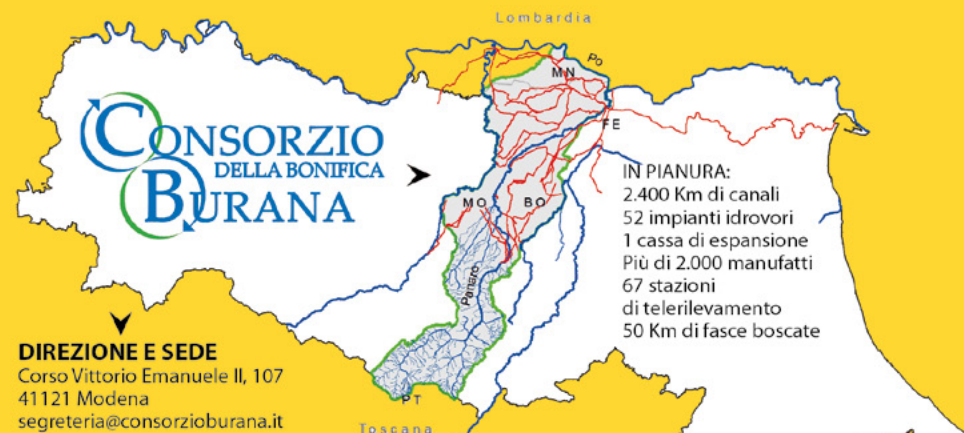 Lombardia
Po
MN
FE
CONSORZIO
DELLA BONIFICA
BURANA
MO
BO
Panaro
PT
Toscana
IN PIANURA:
2.400 Km di canali
52 impianti idrovori
1 cassa di espansione
Più di 2.000 manufatti
67 stazioni
di telerilevamento
50 Km di fasce boscate
DIREZIONE E SEDE
Corso Vittorio Emanuele II, 107
41121 Modena
segreteria@consorzioburana.it